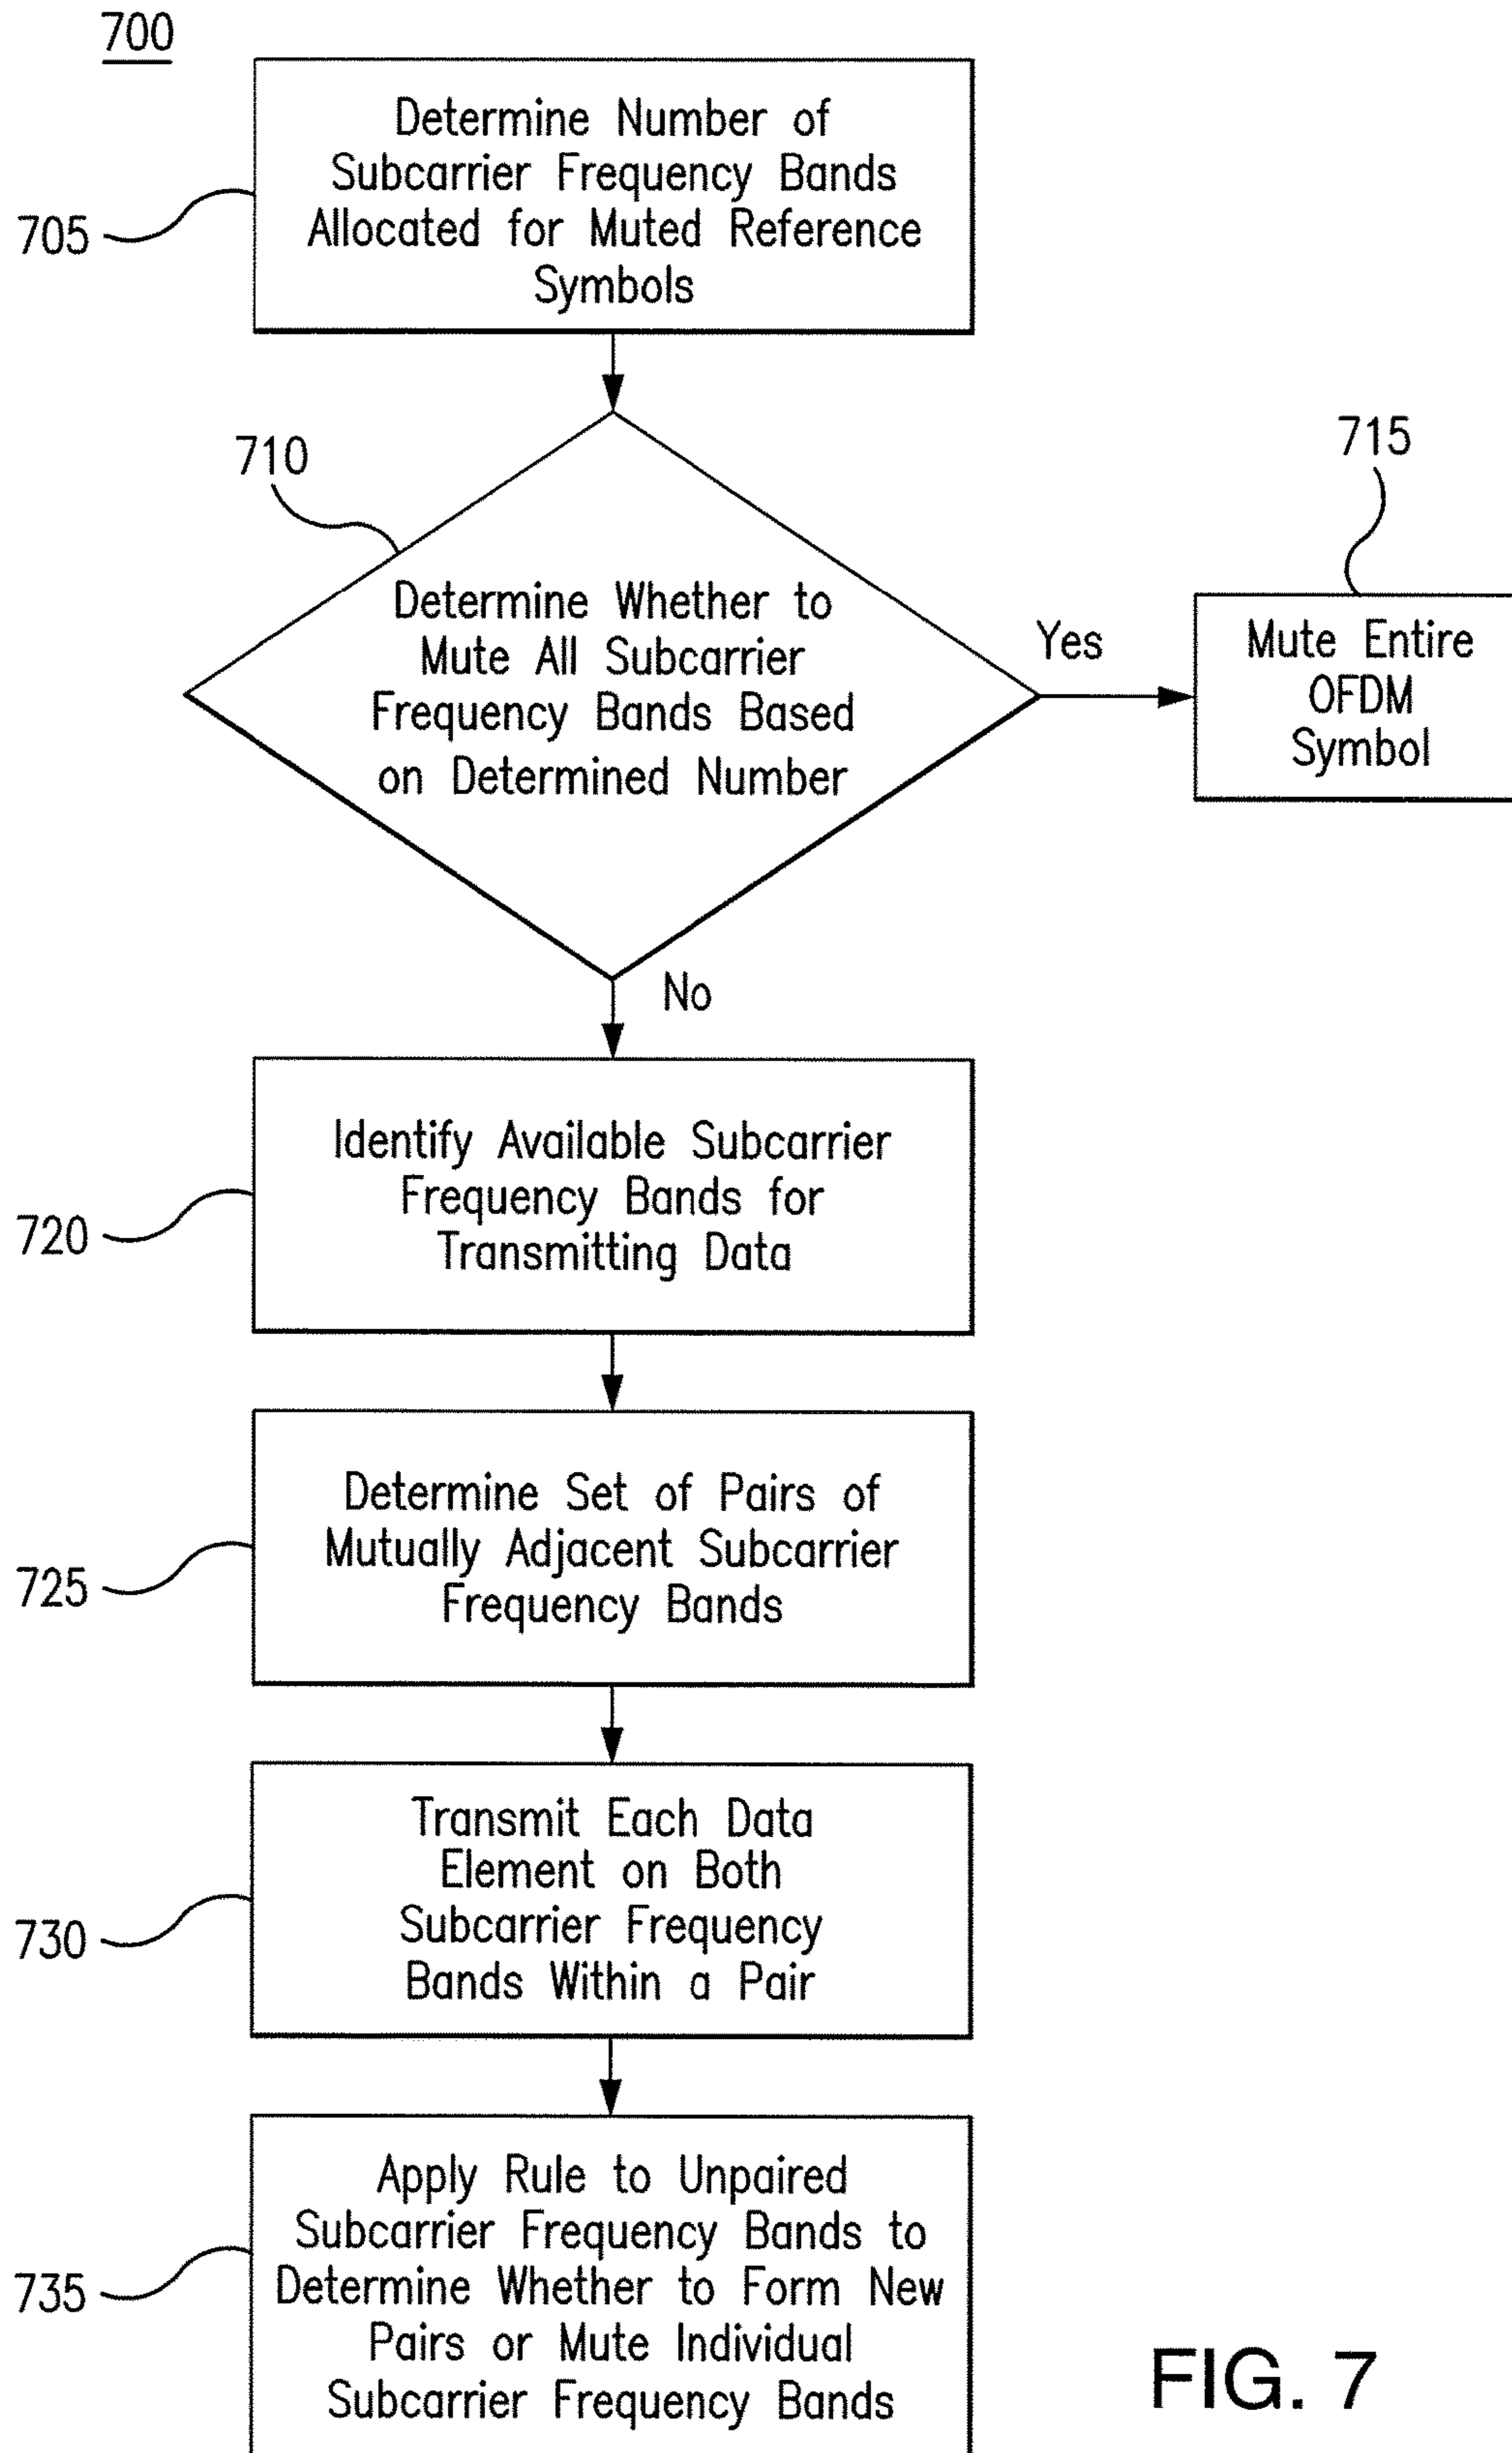 700
Determine Number of
Subcarrier Frequency Bands
Allocated for Muted Reference
Symbols
705
710
Determine Whether to
Mute All Subcarrier
Frequency Bands Based
on Determined Number
Yes
715
Mute Entire
OFDM
Symbol
No
Identify Available Subcarrier
Frequency Bands for
Transmitting Data
720
Determine Set of Pairs of
Mutually Adjacent Subcarrier
Frequency Bands
725
Transmit Each Data
Element on Both
Subcarrier Frequency
Bands Within a Pair
730
Apply Rule to Unpaired
Subcarrier Frequency Bands to
Determine Whether to Form New
Pairs or Mute Individual
Subcarrier Frequency Bands
735
FIG. 7